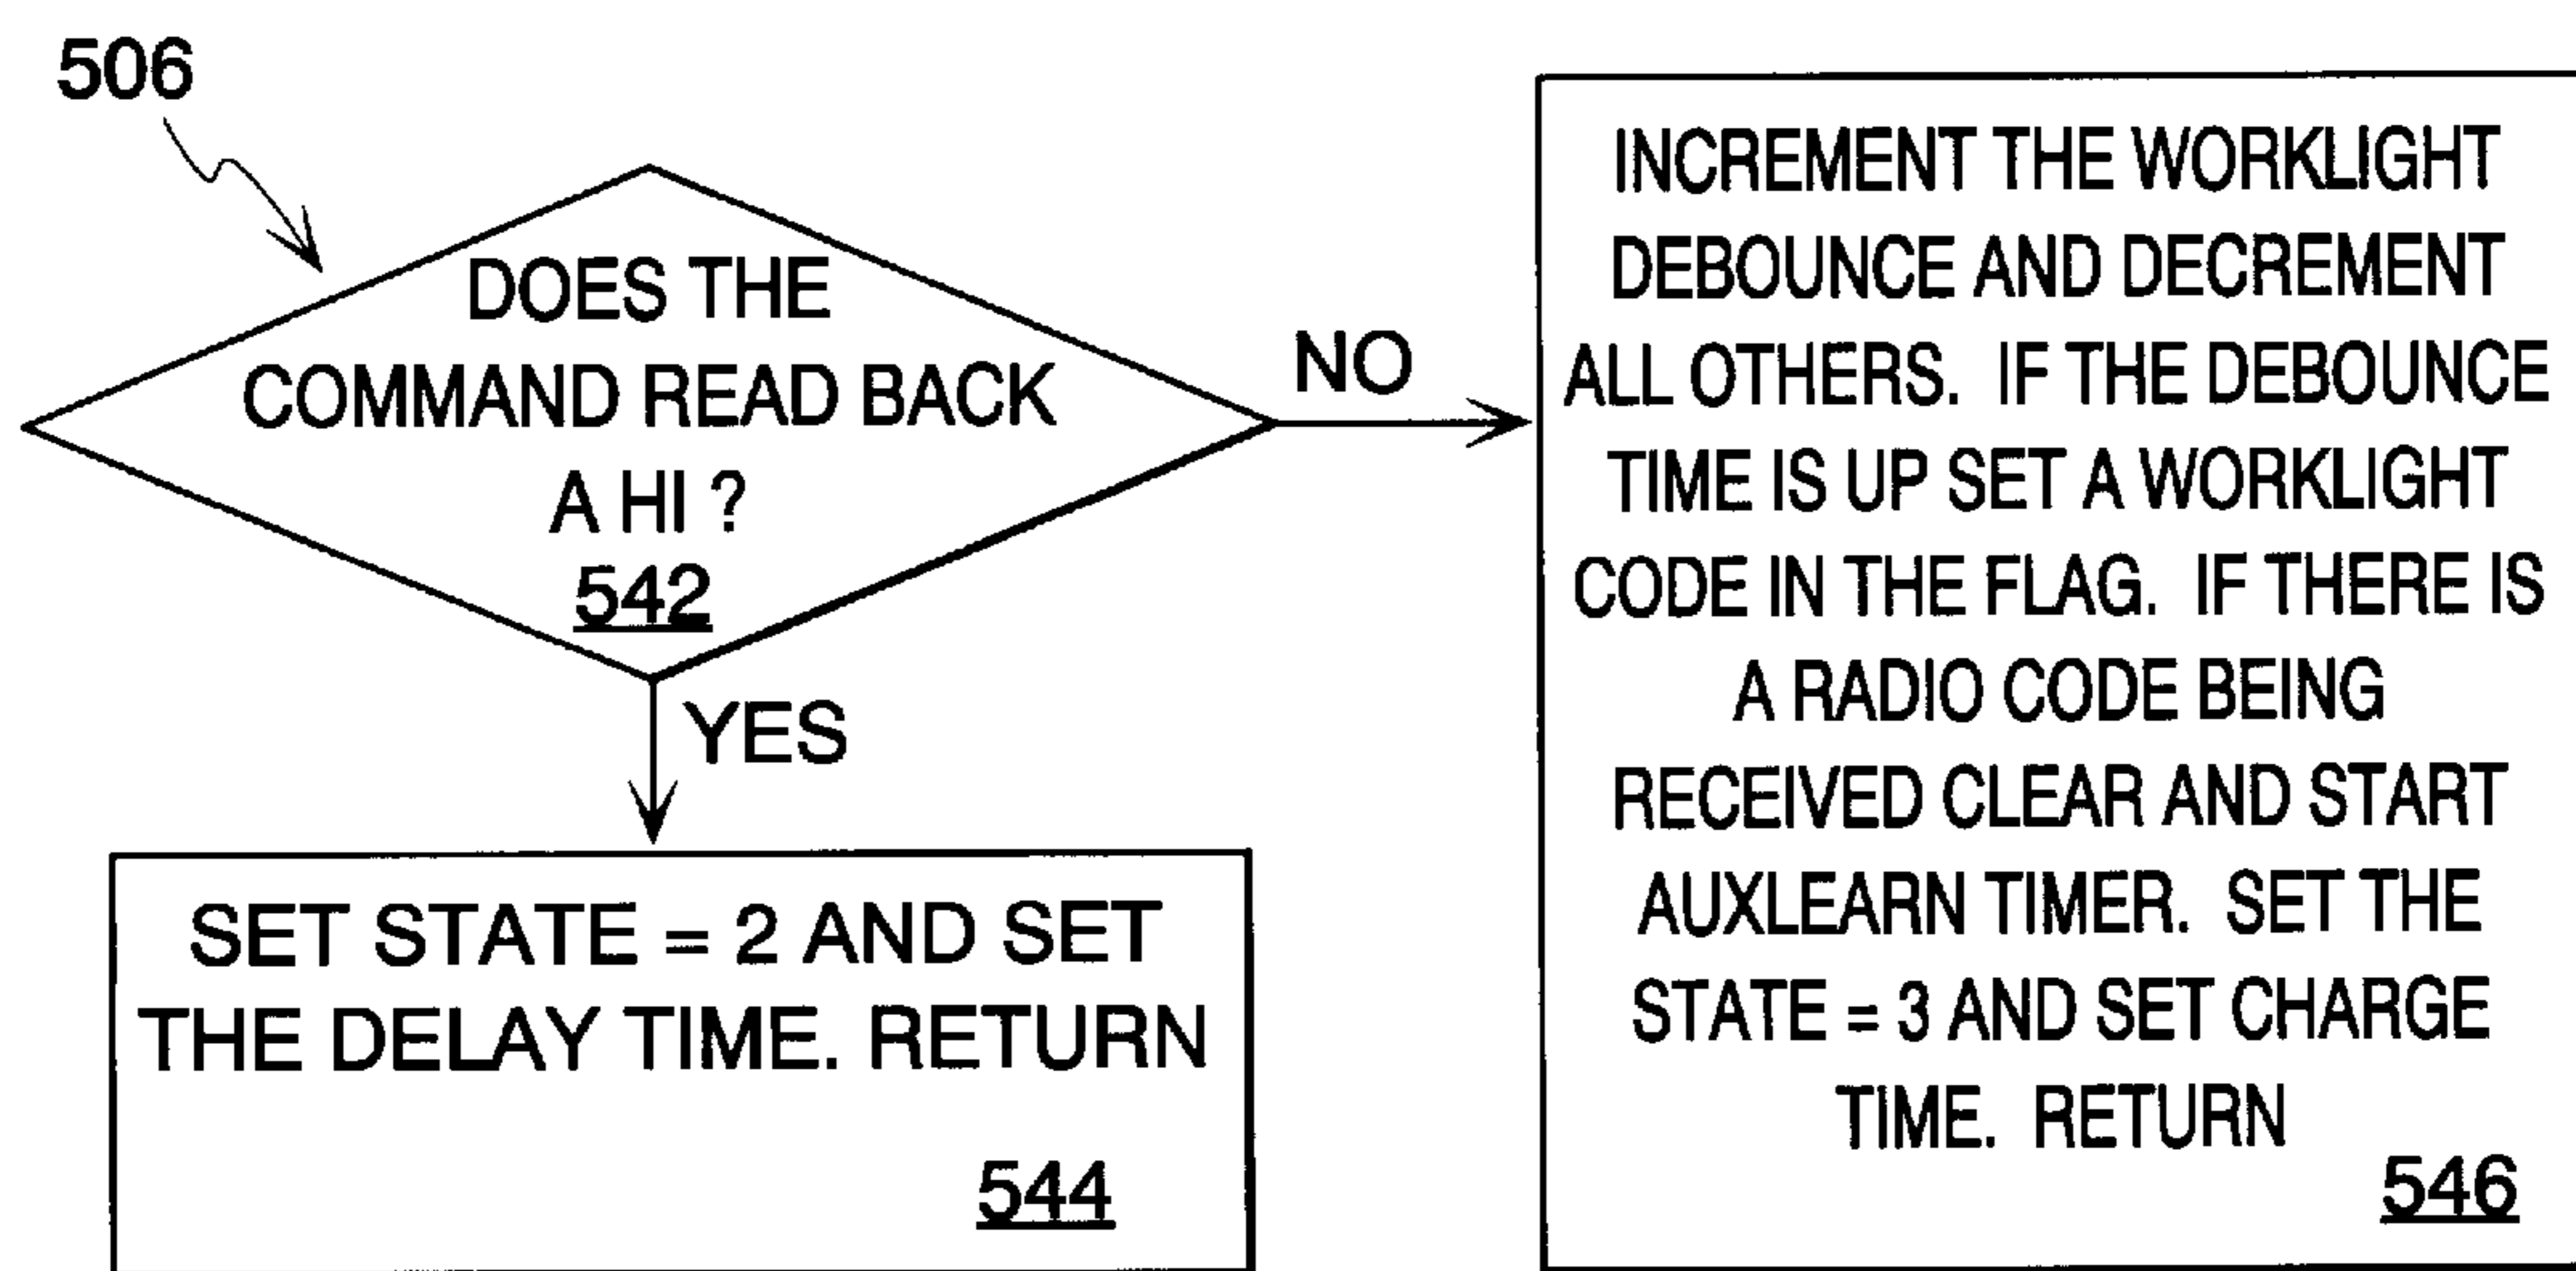 506
DOES THE
COMMAND READ BACK
A HI ?
542
NO
YES
SET STATE = 2 AND SET
THE DELAY TIME. RETURN
544
INCREMENT THE WORKLIGHT
DEBOUNCE AND DECREMENT
ALL OTHERS. IF THE DEBOUNCE
TIME IS UP SET A WORKLIGHT
CODE IN THE FLAG. IF THERE IS
A RADIO CODE BEING
RECEIVED CLEAR AND START
AUXLEARN TIMER. SET THE
STATE = 3 AND SET CHARGE
TIME. RETURN
546